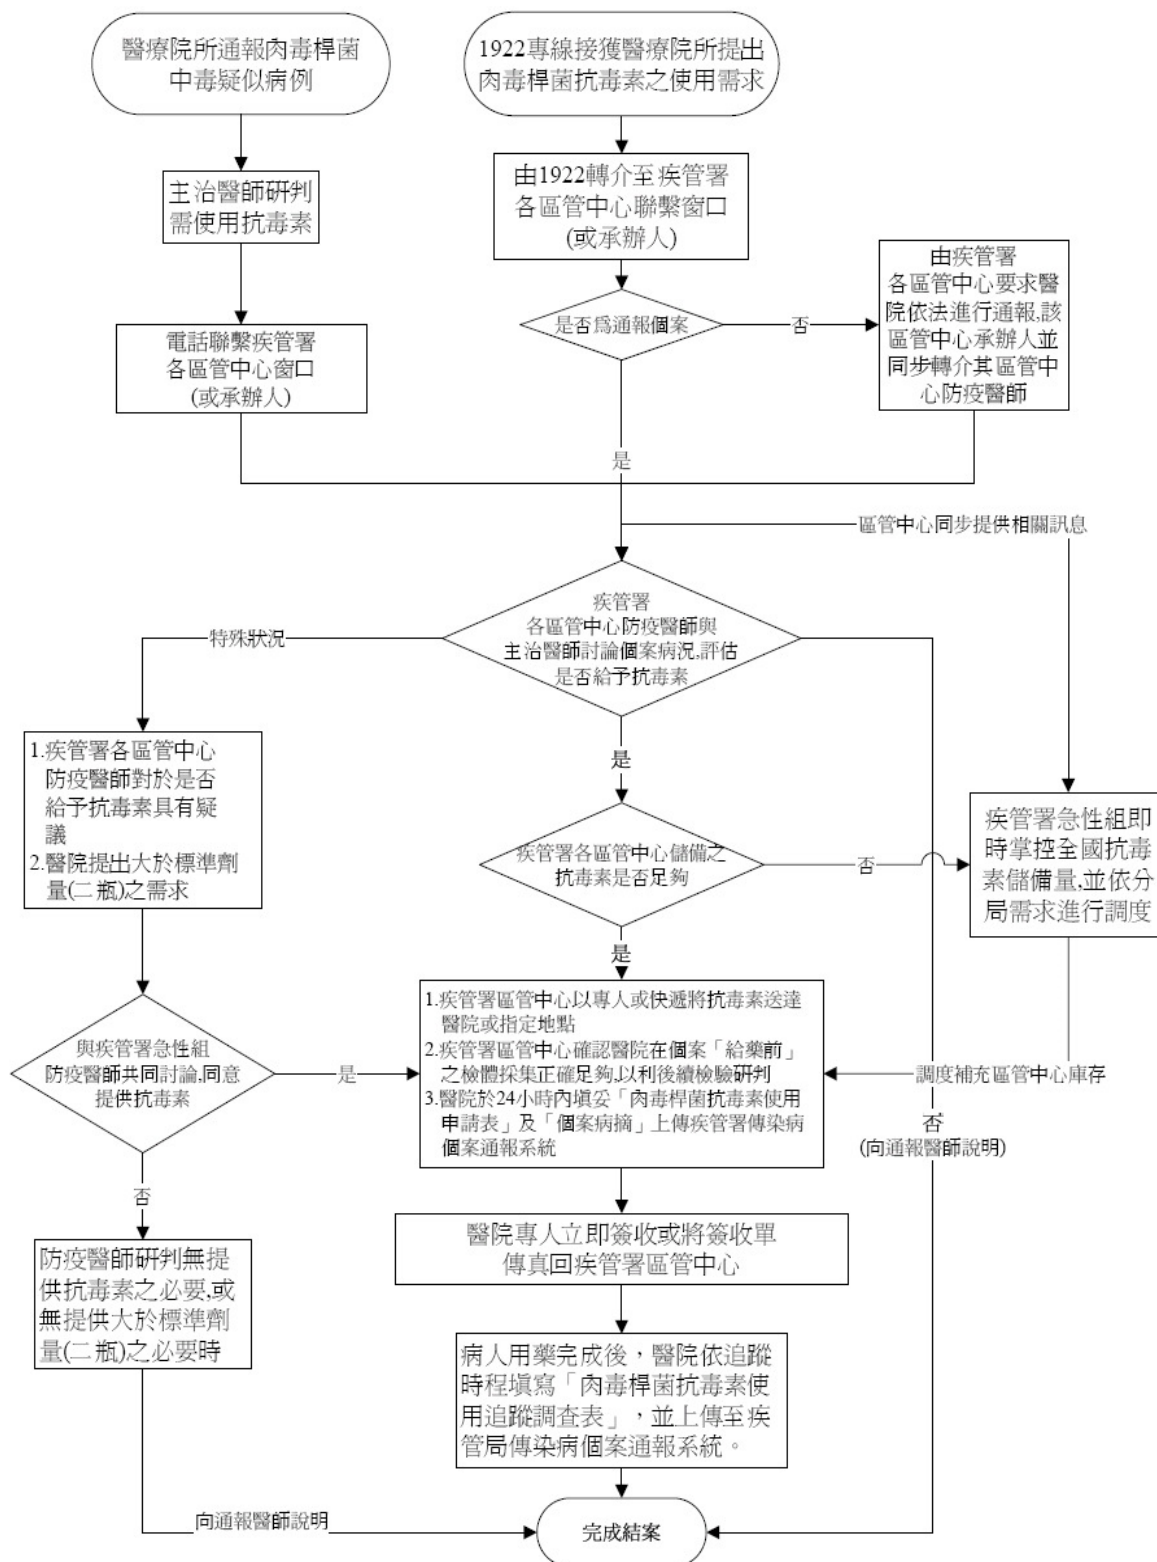 醫療院所通報肉毒桿菌
中毒疑似病例
1922專線接獲醫療院所提出
肉毒桿菌抗毒素之使用需求
主治醫師研判
需使用抗毒素
由1922轉介至疾管署
各區管中心聯繫窗口
(或承辦人)
電話聯繫疾管署
各區管中心窗口
(或承辦人)
是否為通報個案
否
由疾管署
各區管中心要求醫
院依法進行通報,該
區管中心承辦人並
同步轉介其區管中
心防疫醫師
是
區管中心同步提供相關訊息
疾管署
各區管中心防疫醫師與
主治醫師討論個案病況,評估
是否給予抗毒素
特殊狀況
是
1.疾管署各區管中心
防疫醫師對於是否
給予抗毒素具有疑
議
2.醫院提出大於標準劑
量(二瓶)之需求
疾管署各區管中心儲備之
抗毒素是否足夠
否
疾管署急性組即
時掌控全國抗毒
素儲備量,並依分
局需求進行調度
是
與疾管署急性組
防疫醫師共同討論,同意
提供抗毒素
是
1.疾管署區管中心以專人或快遞將抗毒素送達
醫院或指定地點
2.疾管署區管中心確認醫院在個案「給藥前」
之檢體採集正確足夠,以利後續檢驗研判
3.醫院於24小時內填妥「肉毒桿菌抗毒素使用
申請表」及「個案病摘」上傳疾管署傳染病
個案通報系統
調度補充區管中心庫存
否
(向通報醫師說明)
否
防疫醫師研判無提
供抗毒素之必要,或
無提供大於標準劑
量(二瓶)之必要時
醫院專人立即簽收或將簽收單
傳真回疾管署區管中心
病人用藥完成後，醫院依追蹤
時程填寫「肉毒桿菌抗毒素使
用追蹤調查表」，並上傳至疾
管局傳染病個案通報系統。
向通報醫師說明
完成結案